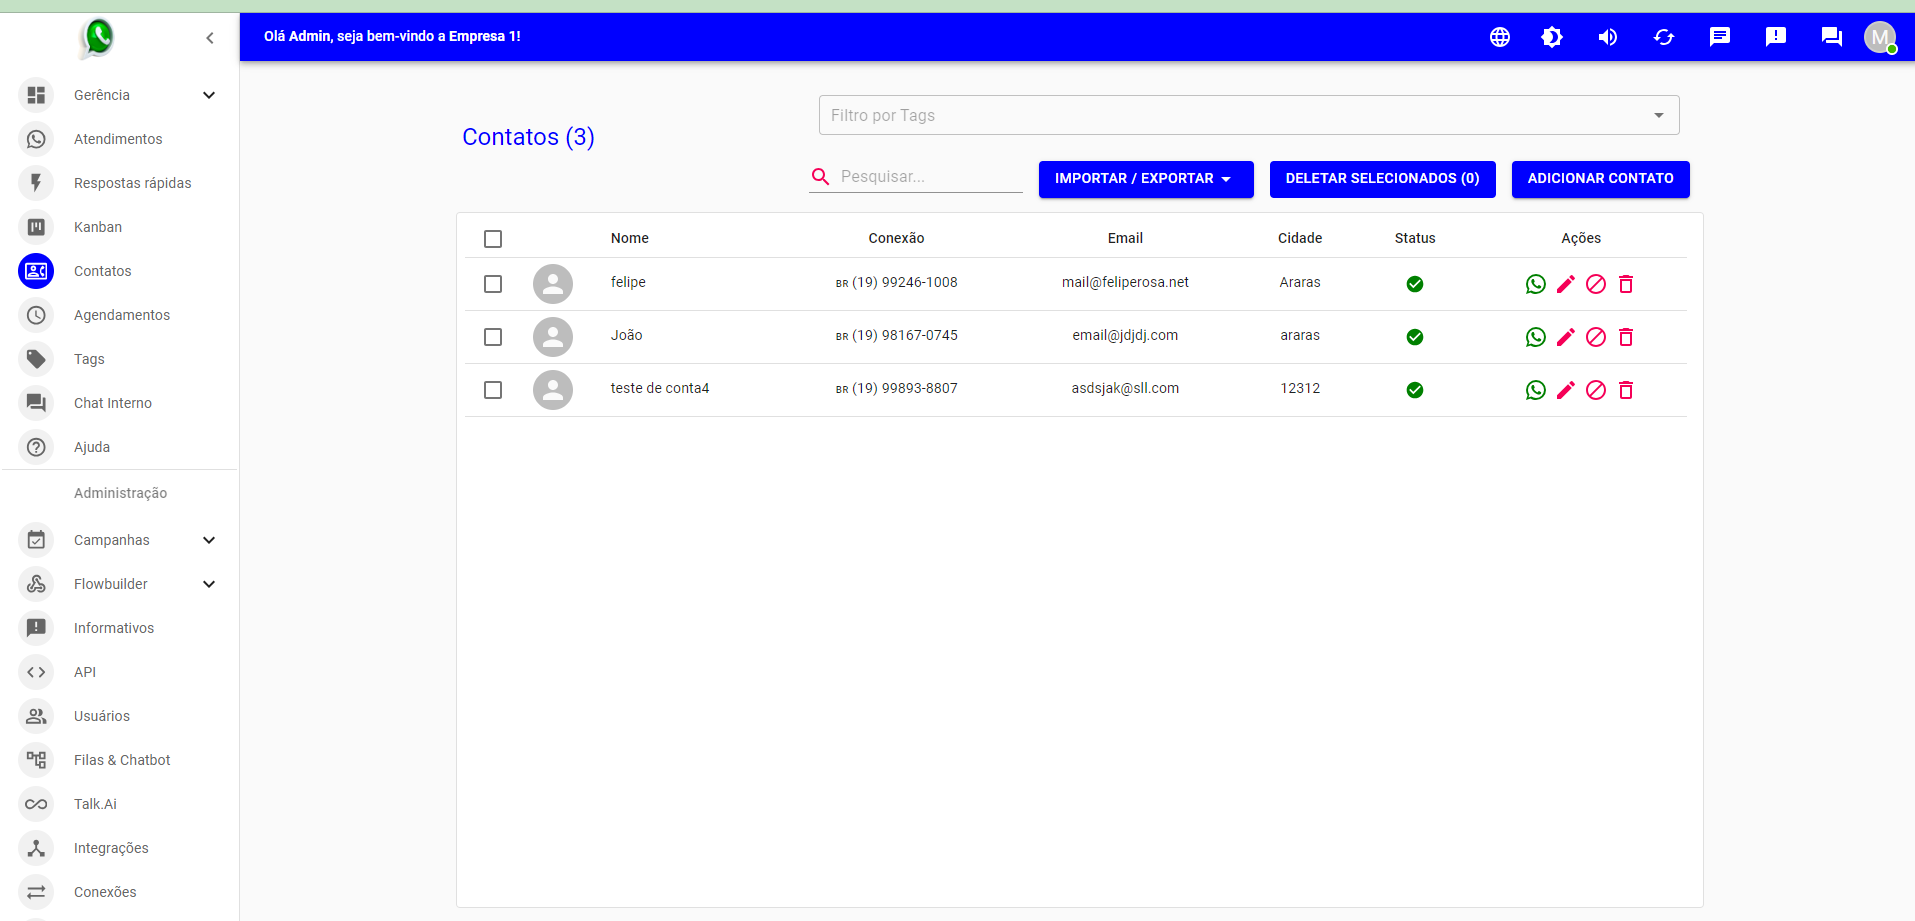 Olá Admin, seja bem-vindo a Empresa 1!
M
Gerência
Atendimentos
Respostas rápidas
Kanban
Contatos
Agendamentos
Tags
Chat Interno
Ajuda
Administração
Campanhas
Flowbuilder
Informativos
API
Usuários
Filas & Chatbot
Talk.Ai
Integrações
Conexões
Contatos (3)
Filtro por Tags
Pesquisar...
IMPORTAR / EXPORTAR
DELETAR SELECIONADOS (0)
ADICIONAR CONTATO
Nome Conexão Email Cidade Status Ações
felipe BR (19) 99246-1008 mail@feliperosa.net Araras
João BR (19) 98167-0745 email@jdjdj.com araras
teste de conta4 BR (19) 99893-8807 asdsjak@sll.com 12312